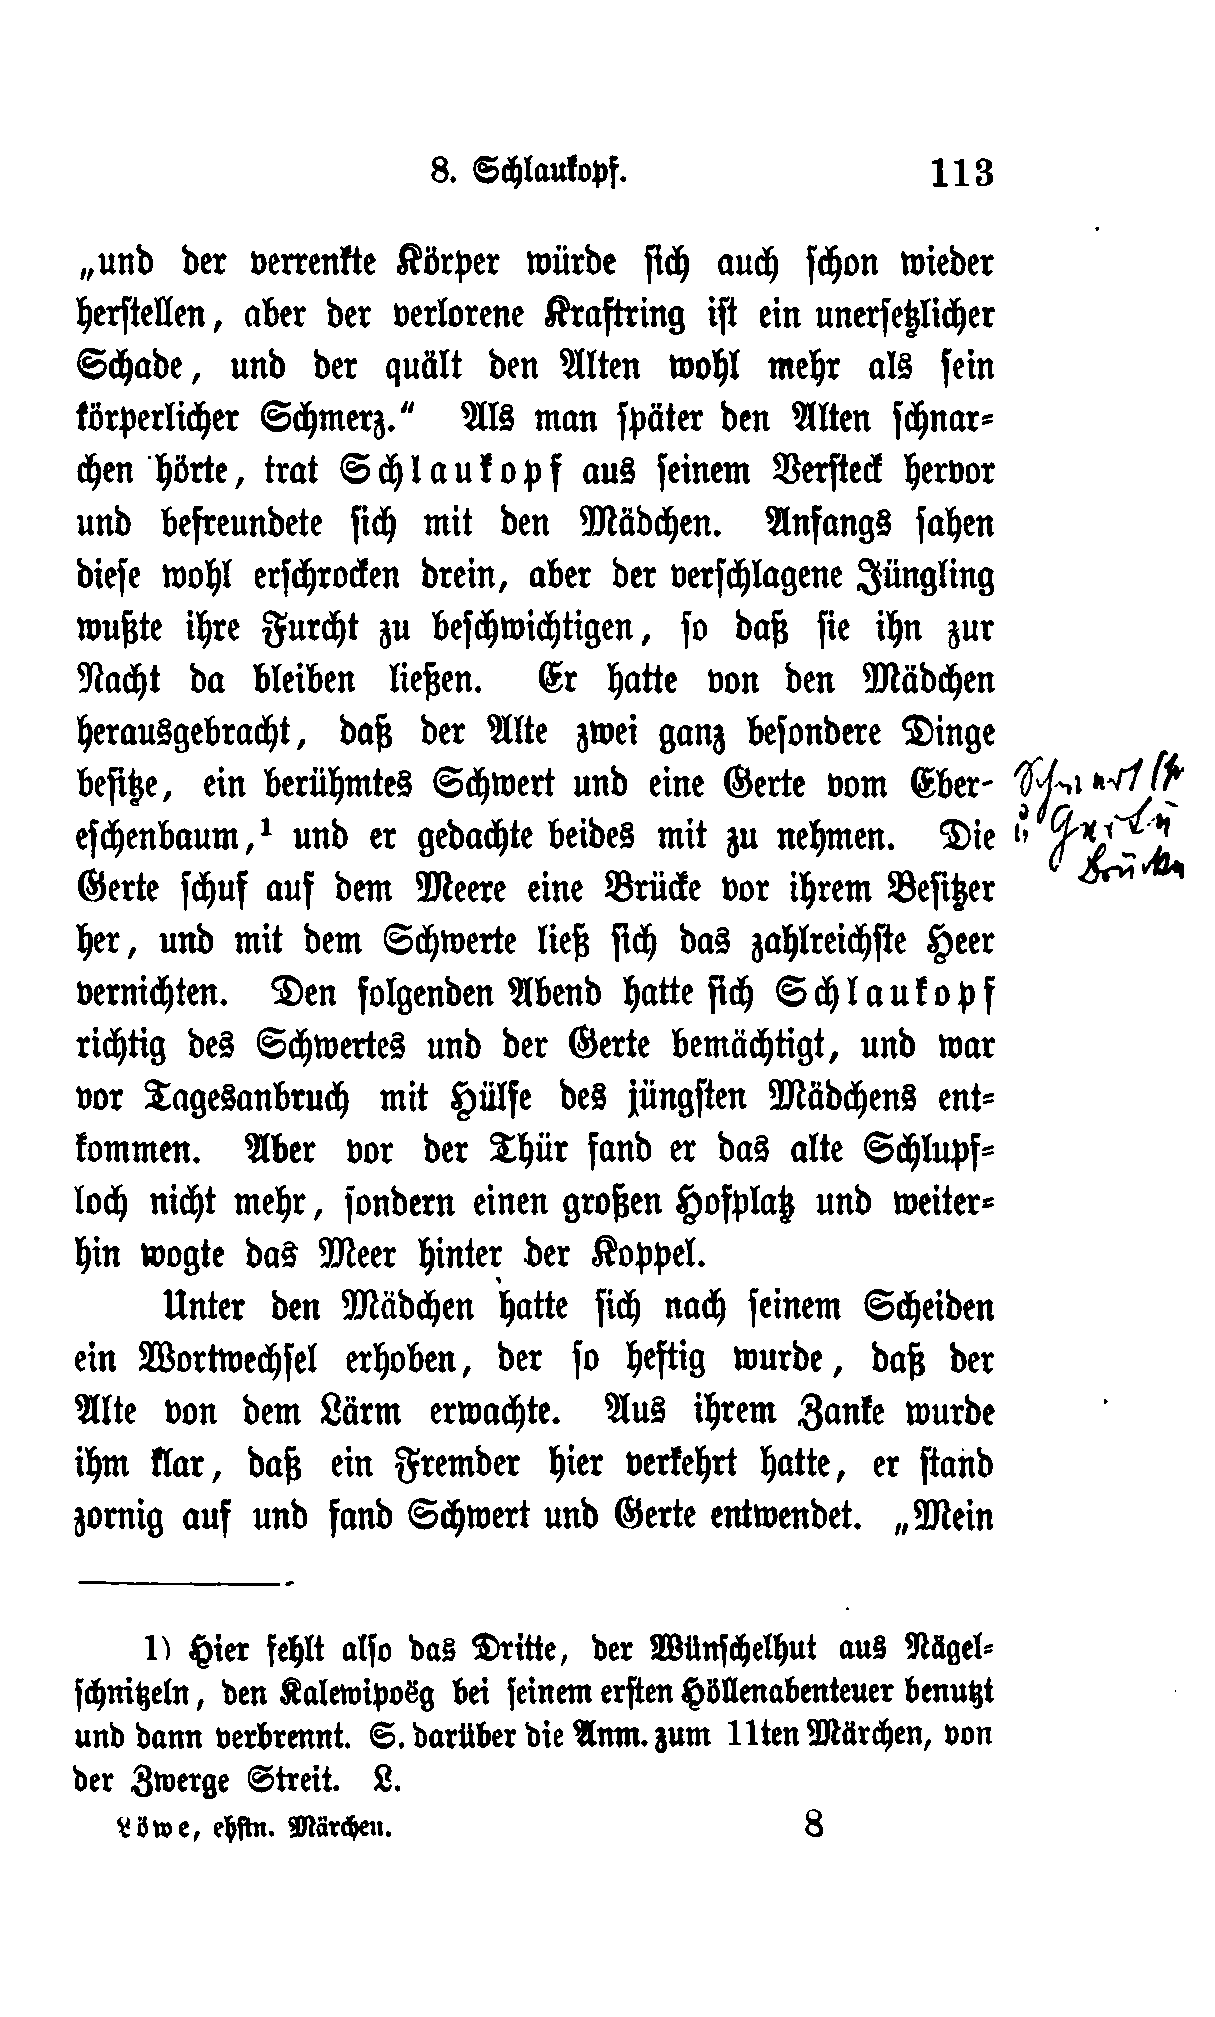 8. Schlaukopf. 113
„und der verrenkte Körper würde sich auch schon wieder
herstellen, aber der verlorene Kraftring ist ein unersetzlicher
Schade, und der quält den Alten wohl mehr als sein
körperlicher Schmerz.“ Als man später den Alten schnar=
chen hörte, trat Schlaukopf aus seinem Versteck hervor
und befreundete sich mit den Mädchen. Anfangs sahen
diese wohl erschrocken drein, aber der verschlagene Jüngling
wußte ihre Furcht zu beschwichtigen, so daß sie ihn zur
Nacht da bleiben ließen. Er hatte von den Mädchen
herausgebracht, daß der Alte zwei ganz besondere Dinge
besitze, ein berühmtes Schwert und eine Gerte vom Eber-
eschenbaum,¹ und er gedachte beides mit zu nehmen. Die
Gerte schuf auf dem Meere eine Brücke vor ihrem Besitzer
her, und mit dem Schwerte ließ sich das zahlreichste Heer
vernichten. Den folgenden Abend hatte sich Schlaukopf
richtig des Schwertes und der Gerte bemächtigt, und war
vor Tagesanbruch mit Hülfe des jüngsten Mädchens ent=
kommen. Aber vor der Thür fand er das alte Schlupf=
loch nicht mehr, sondern einen großen Hofplatz und weiter=
hin wogte das Meer hinter der Koppel.
Unter den Mädchen hatte sich nach seinem Scheiden
ein Wortwechsel erhoben, der so heftig wurde, daß der
Alte von dem Lärm erwachte. Aus ihrem Zanke wurde
ihm klar, daß ein Fremder hier verkehrt hatte, er stand
zornig auf und fand Schwert und Gerte entwendet. „Mein
1) Hier fehlt also das Dritte, der Wünschelhut aus Nägel=
schnitzeln, den Kalewipoëg bei seinem ersten Höllenabenteuer benutzt
und dann verbrennt. S. darüber die Anm. zum 11ten Märchen, von
der Zwerge Streit. L.
Löwe, ehstn. Märchen. 8